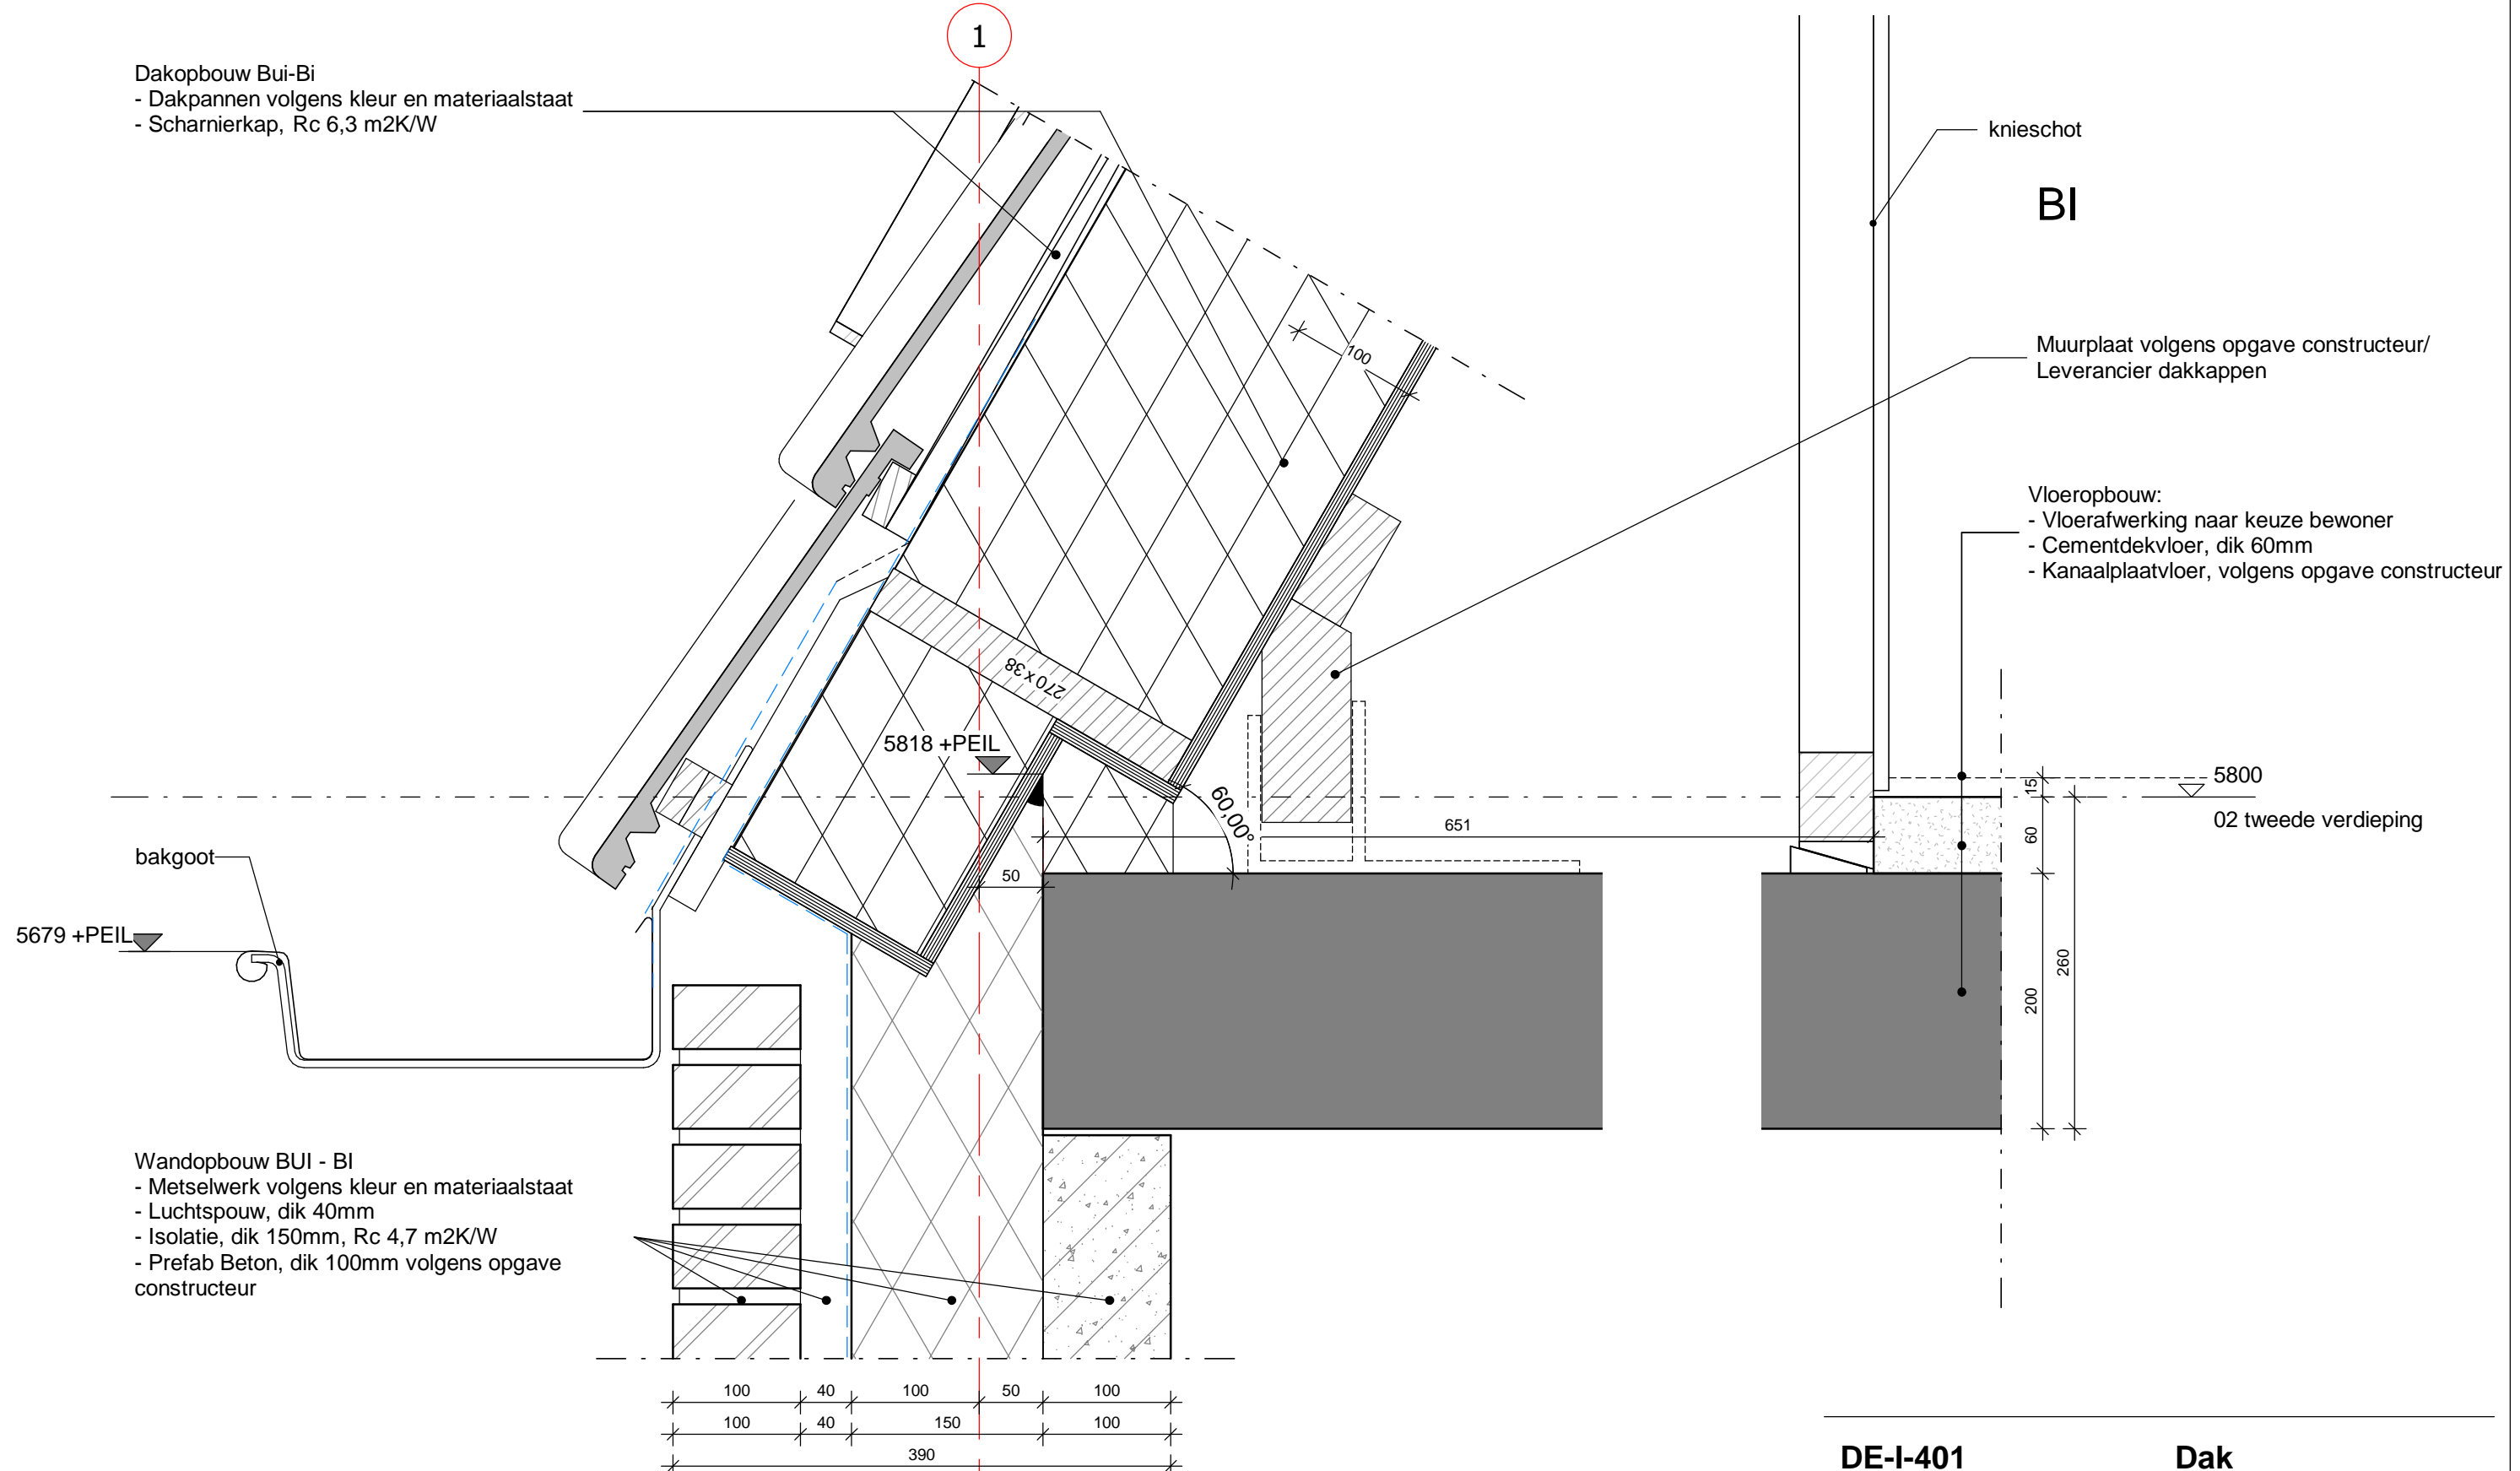 1
Dakopbouw Bui-Bi
- Dakpannen volgens kleur en materiaalstaat
- Scharnierkap, Rc 6,3 m2K/W
knieschot
BI
Muurplaat volgens opgave constructeur/
Leverancier dakkappen
100
Vloeropbouw:
- Vloerafwerking naar keuze bewoner
- Cementdekvloer, dik 60mm
- Kanaalplaatvloer, volgens opgave constructeur
270 x 38
5818 +PEIL
60,00°
15
5800
02 tweede verdieping
651
60
bakgoot
50
5679 +PEIL
200
260
Wandopbouw BUI - BI
- Metselwerk volgens kleur en materiaalstaat
- Luchtspouw, dik 40mm
- Isolatie, dik 150mm, Rc 4,7 m2K/W
- Prefab Beton, dik 100mm volgens opgave
constructeur
100 40 100 50 100
100 40 150 100
390
DE-I-401 Dak